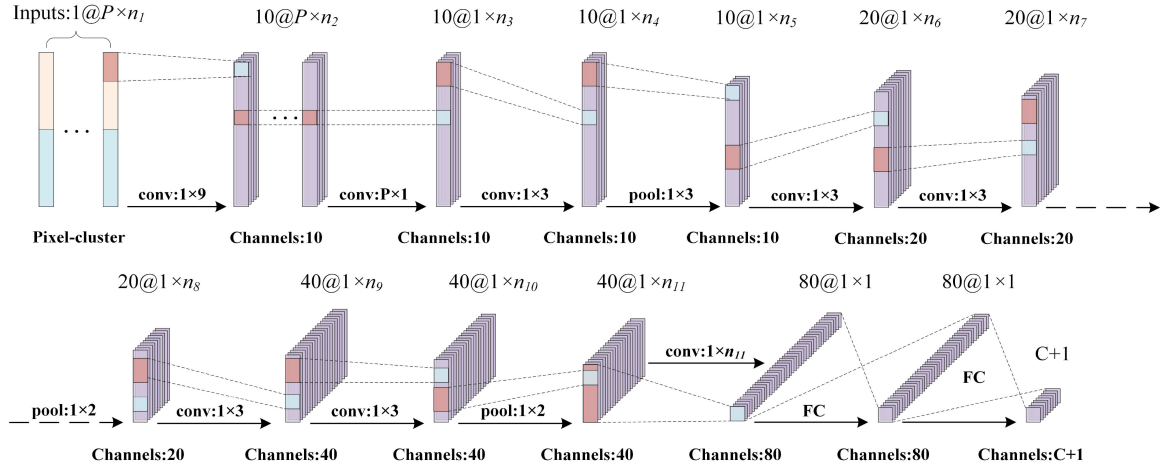 Inputs:1@P×n1 10@P×n2 10@1×n3 10@1×n4 10@1×n5 20@1×n6 20@1×n7
... ...
conv:1×9 conv:P×1 conv:1×3 pool:1×3 conv:1×3 conv:1×3
Pixel-cluster Channels:10 Channels:10 Channels:10 Channels:10 Channels:20 Channels:20
20@1×n8 40@1×n9 40@1×n10 40@1×n11 80@1×1 80@1×1
conv:1×n11 C+1
FC
pool:1×2 conv:1×3 conv:1×3 pool:1×2 FC
Channels:20 Channels:40 Channels:40 Channels:40 Channels:80 Channels:80 Channels:C+1